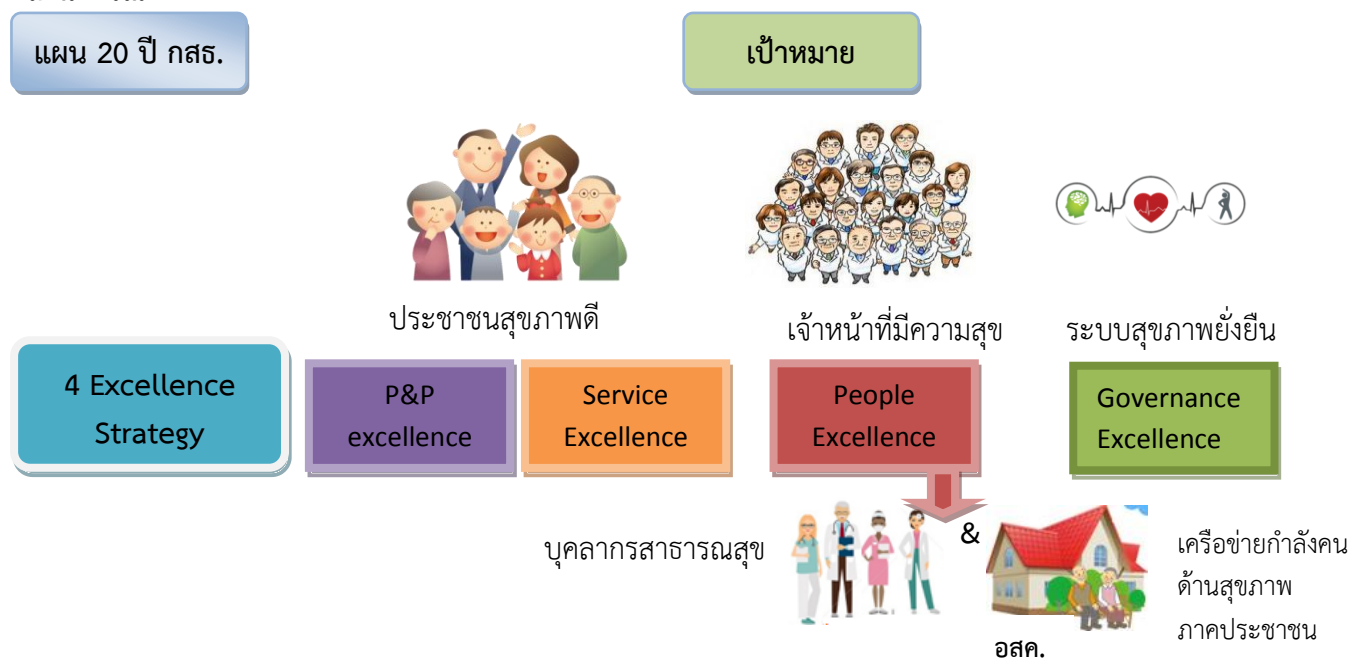 แผน 20 ปี กสธ.
เป้าหมาย
ประชาชนสุขภาพดี
เจ้าหน้าที่มีความสุข
ระบบสุขภาพยั่งยืน
4 Excellence
Strategy
P&P
excellence
Service
Excellence
People
Excellence
Governance
Excellence
บุคลากรสาธารณสุข
&
อสค.
เครือข่ายกำลังคน
ด้านสุขภาพ
ภาคประชาชน